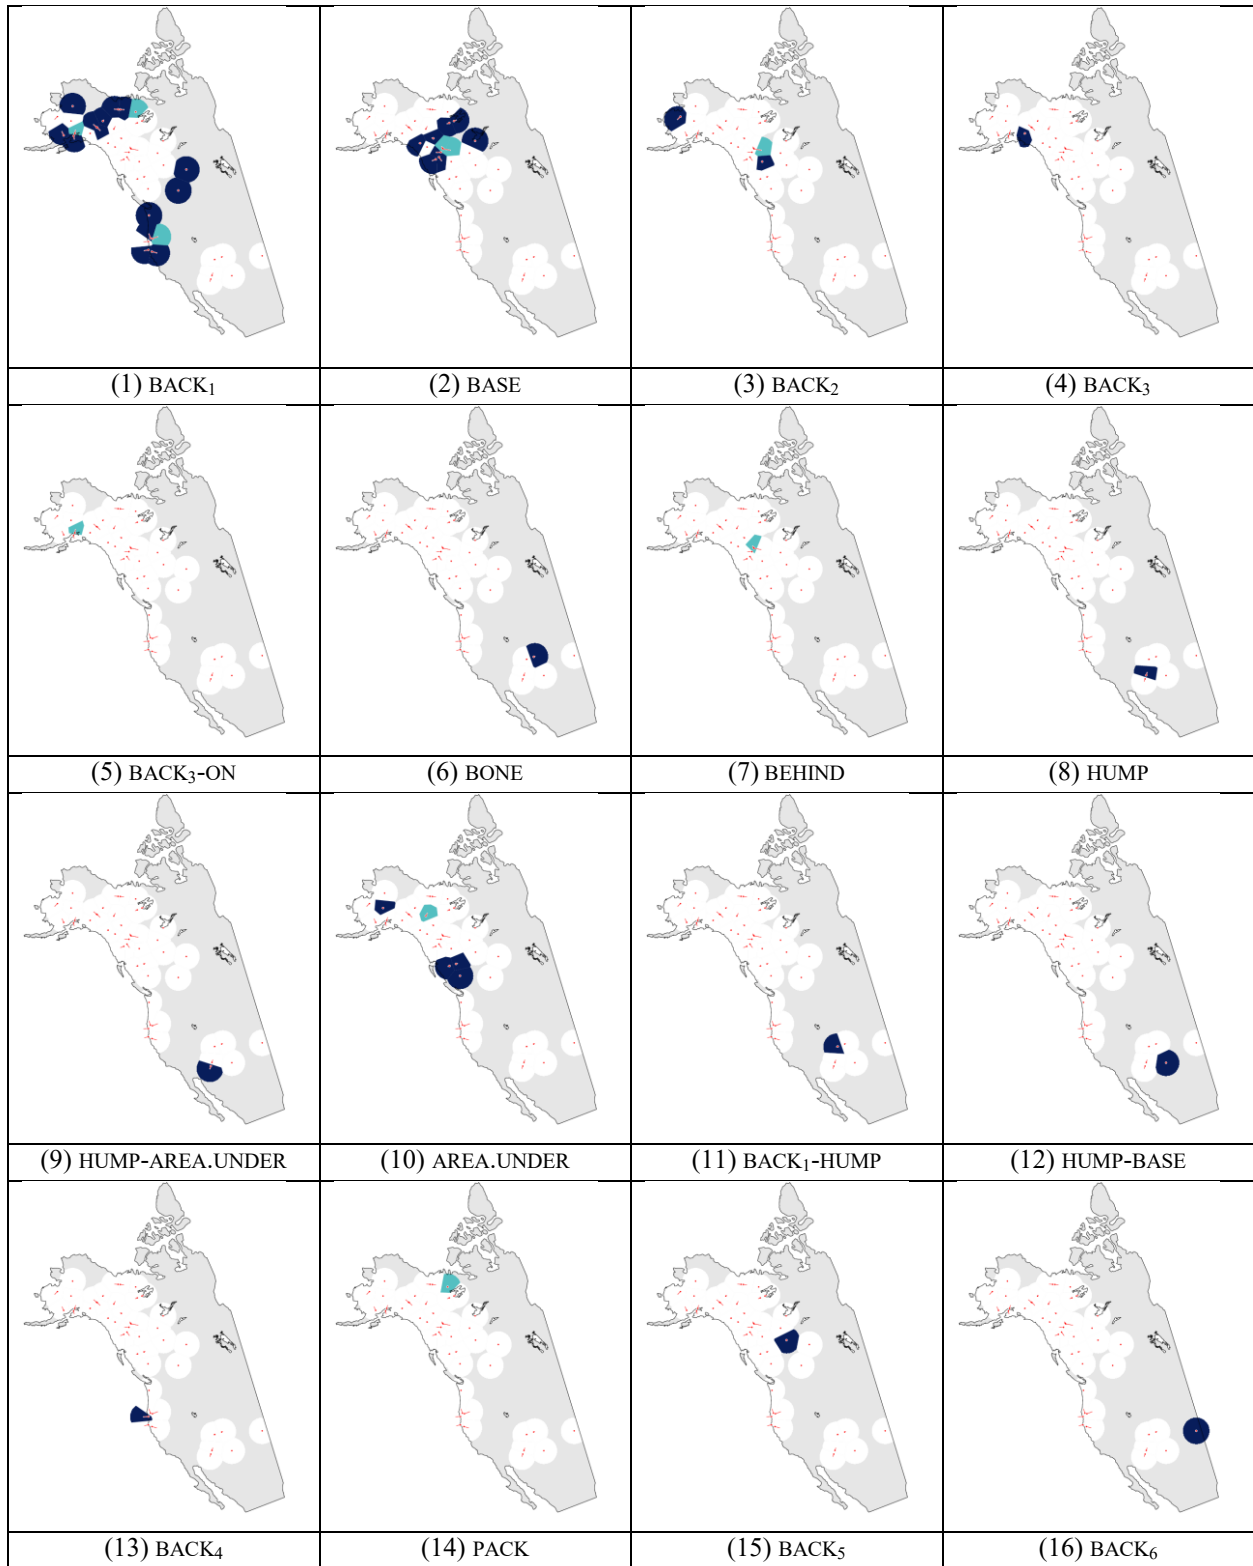 (1) BACK₁ (2) BASE (3) BACK₂ (4) BACK₃
(5) BACK₃-ON (6) BONE (7) BEHIND (8) HUMP
(9) HUMP-AREA.UNDER (10) AREA.UNDER (11) BACK₁-HUMP (12) HUMP-BASE
(13) BACK₄ (14) PACK (15) BACK₅ (16) BACK₆